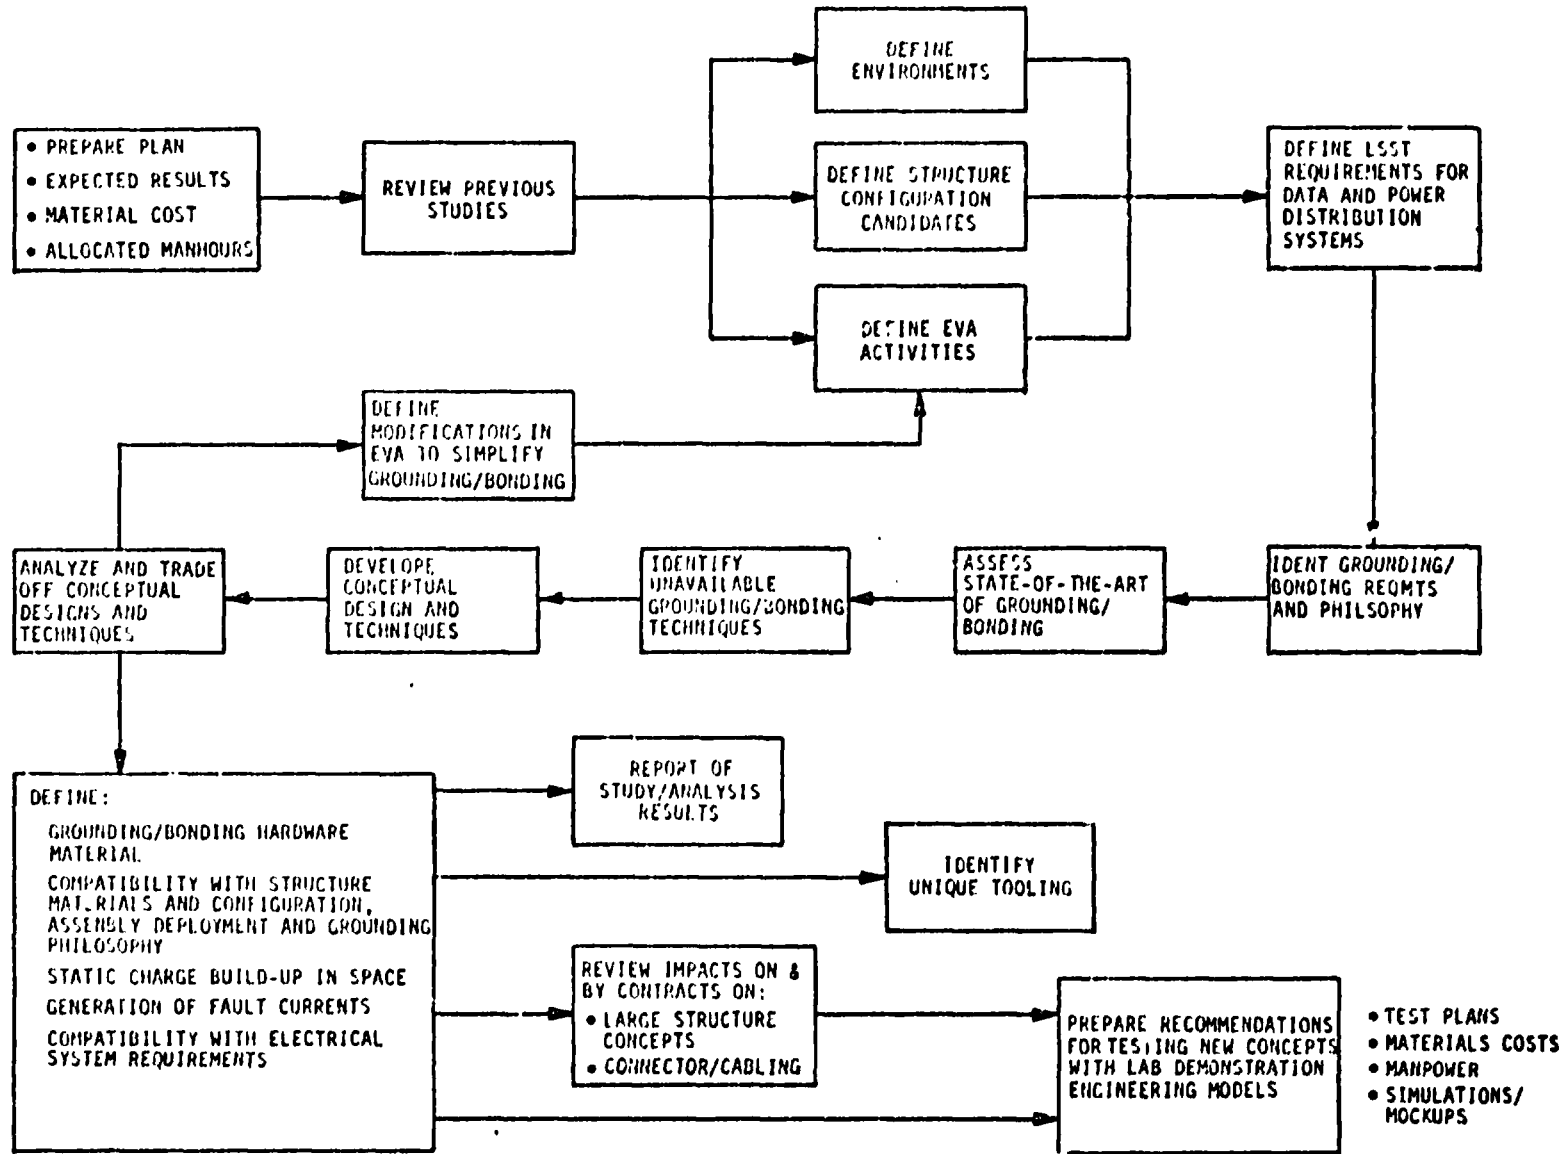 • PREPARE PLAN
• EXPECTED RESULTS
• MATERIAL COST
• ALLOCATED MANHOURS
REVIEW PREVIOUS
STUDIES
DEFINE
ENVIRONMENTS
DEFINE STRUCTURE
CONFIGURATION
CANDIDATES
DEFINE EVA
ACTIVITIES
DEFINE LSST
REQUIREMENTS FOR
DATA AND POWER
DISTRIBUTION
SYSTEMS
DEFINE
MODIFICATIONS IN
EVA TO SIMPLIFY
GROUNDING/BONDING
ANALYZE AND TRADE
OFF CONCEPTUAL
DESIGNS AND
TECHNIQUES
DEVELOPE
CONCEPTUAL
DESIGN AND
TECHNIQUES
IDENTIFY
UNAVAILABLE
GROUNDING/BONDING
TECHNIQUES
ASSESS
STATE-OF-THE-ART
OF GROUNDING/
BONDING
IDENT GROUNDING/
BONDING REQMTS
AND PHILSOPHY
DEFINE:
GROUNDING/BONDING HARDWARE
MATERIAL
COMPATIBILITY WITH STRUCTURE
MATERIALS AND CONFIGURATION,
ASSEMBLY DEPLOYMENT AND GROUNDING
PHILOSOPHY
STATIC CHARGE BUILD-UP IN SPACE
GENERATION OF FAULT CURRENTS
COMPATIBILITY WITH ELECTRICAL
SYSTEM REQUIREMENTS
REPORT OF
STUDY/ANALYSIS
RESULTS
IDENTIFY
UNIQUE TOOLING
REVIEW IMPACTS ON &
BY CONTRACTS ON:
• LARGE STRUCTURE
CONCEPTS
• CONNECTOR/CABLING
PREPARE RECOMMENDATIONS
FOR TESTING NEW CONCEPTS
WITH LAB DEMONSTRATION
ENGINEERING MODELS
• TEST PLANS
• MATERIALS COSTS
• MANPOWER
• SIMULATIONS/
MOCKUPS